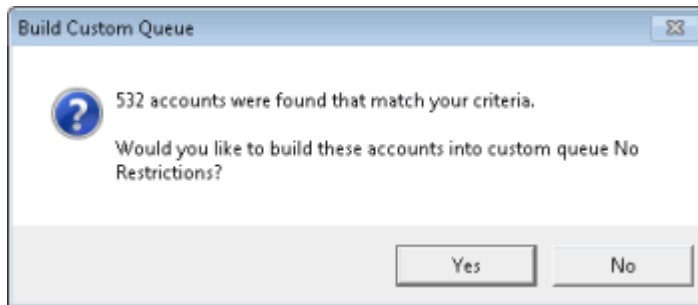 Build Custom Queue
532 accounts were found that match your criteria.
Would you like to build these accounts into custom queue No
Restrictions?
Yes
No